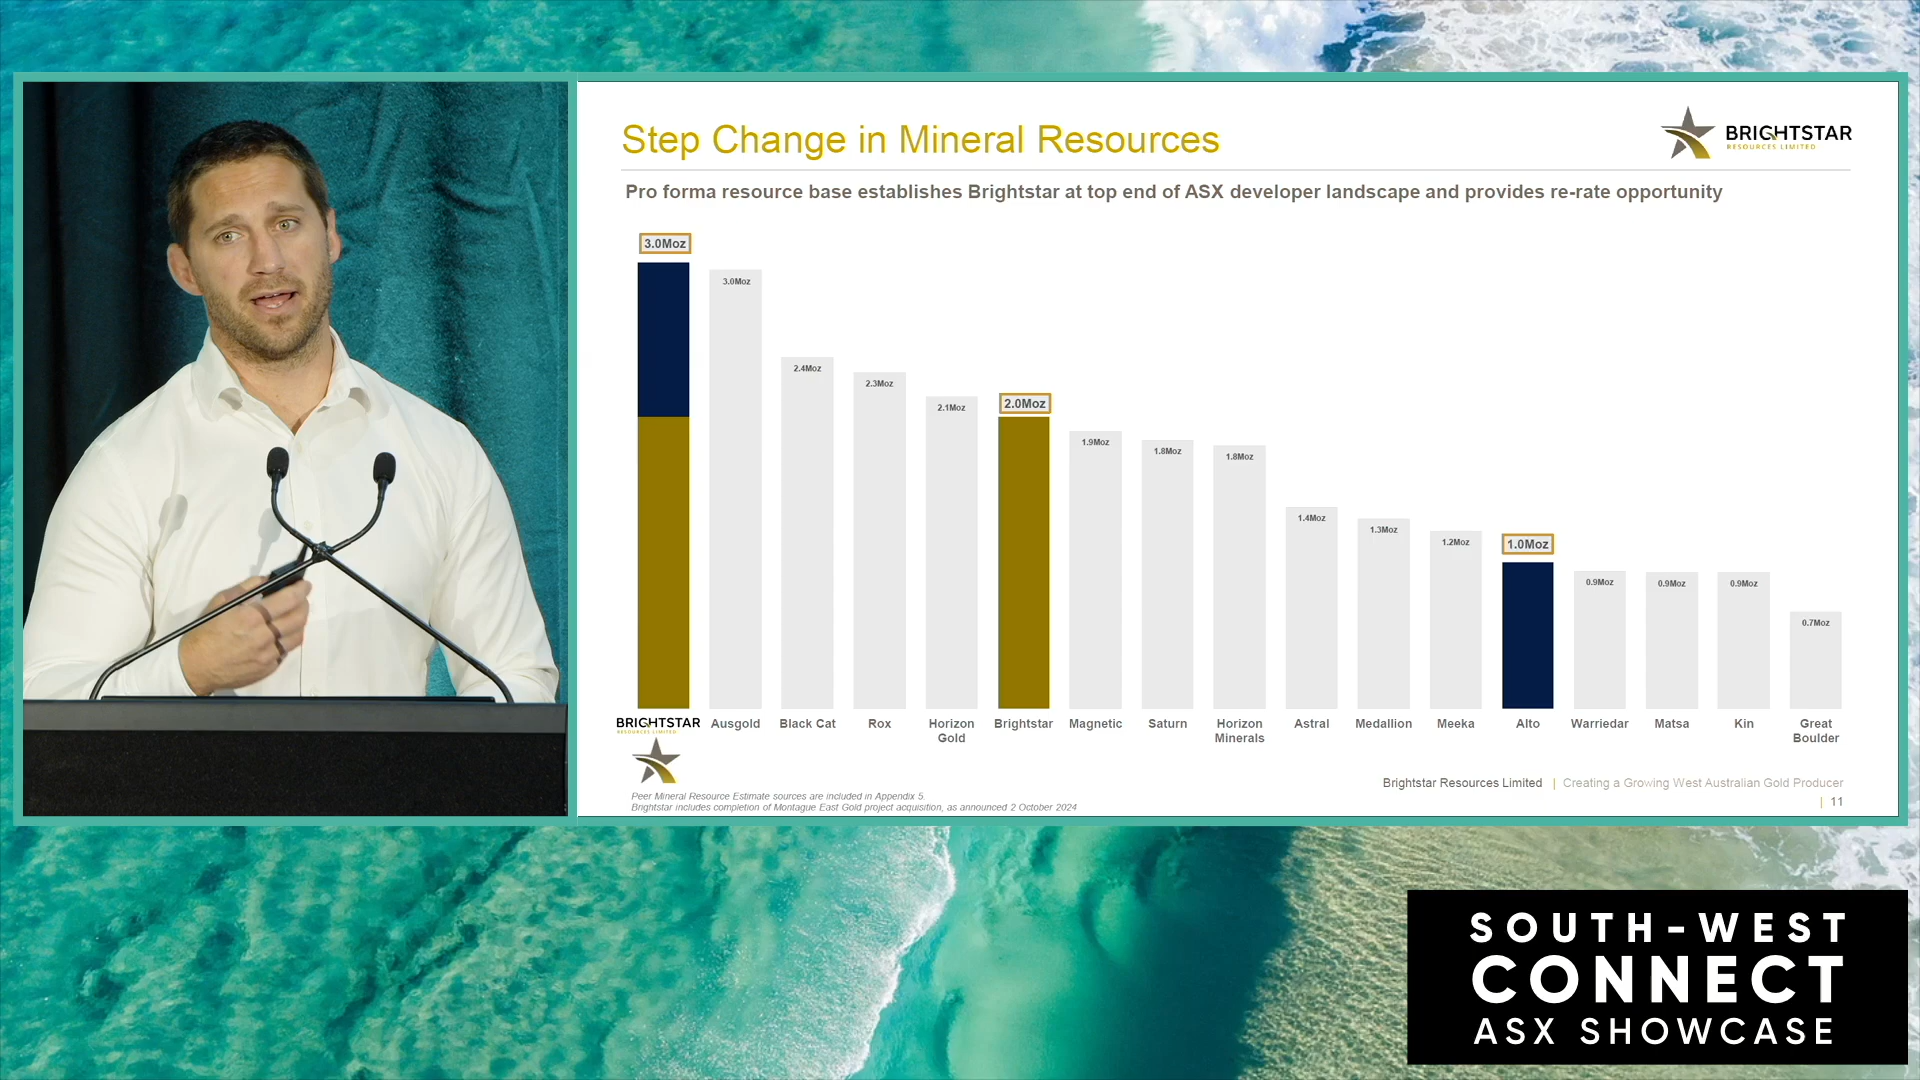 Step Change in Mineral Resources
BRIGHTSTAR
RESOURCES LIMITED
Pro forma resource base establishes Brightstar at top end of ASX developer landscape and provides re-rate opportunity
3.0Moz
3.0Moz
2.4Moz
2.3Moz
2.1Moz
2.0Moz
1.9Moz
1.8Moz
1.8Moz
1.4Moz
1.3Moz
1.2Moz
1.0Moz
0.9Moz
0.9Moz
0.9Moz
0.7Moz
BRIGHTSTAR
RESOURCES LIMITED
Ausgold
Black Cat
Rox
Horizon
Gold
Brightstar
Magnetic
Saturn
Horizon
Minerals
Astral
Medallion
Meeka
Alto
Warriedar
Matsa
Kin
Great
Boulder
Peer Mineral Resource Estimate sources are included in Appendix 5.
Brightstar includes completion of Montague East Gold project acquisition, as announced 2 October 2024
Brightstar Resources Limited | Creating a Growing West Australian Gold Producer
| 11
SOUTH-WEST
CONNECT
ASX SHOWCASE